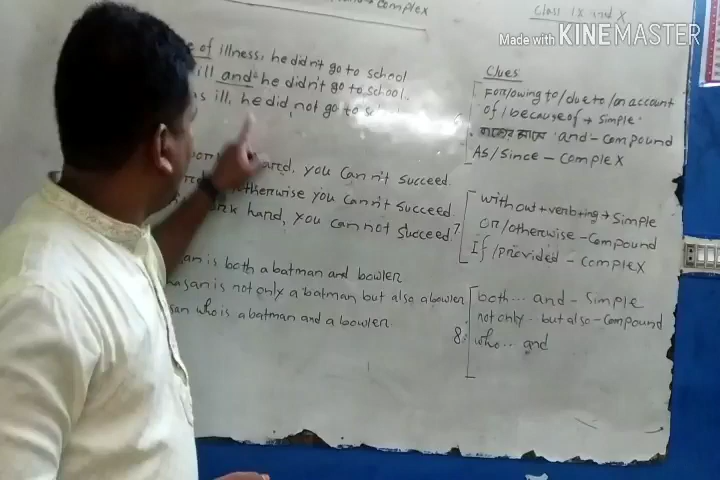 Complex
Class IX and X
Made with KINEMASTER
of illness, he didn't go to school
ill and he didn't go to school.
ill, he did not go to
you can n't succeed.
otherwise you cann't succeed.
hard, you can not succeed.
is both a batman and bowler
is not only a batman but also a bowler
who is a batman and a bowler.
Clues
For/owing to/due to/on account
of/because of → simple
and - compound
As/Since - complex
7
without + verb + ing → simple
or/otherwise - compound
If/provided - complex
8.
both... and - simple
not only... but also - compound
who... and